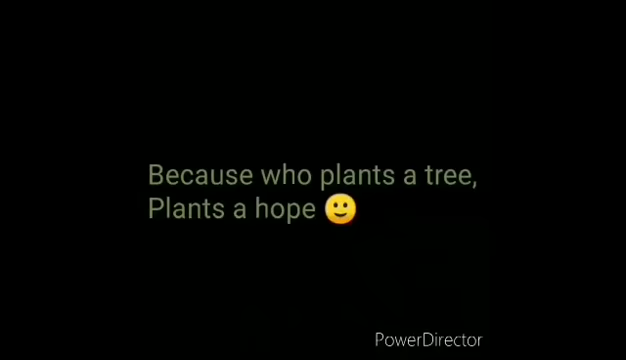 Because who plants a tree,
Plants a hope 🙂
PowerDirector